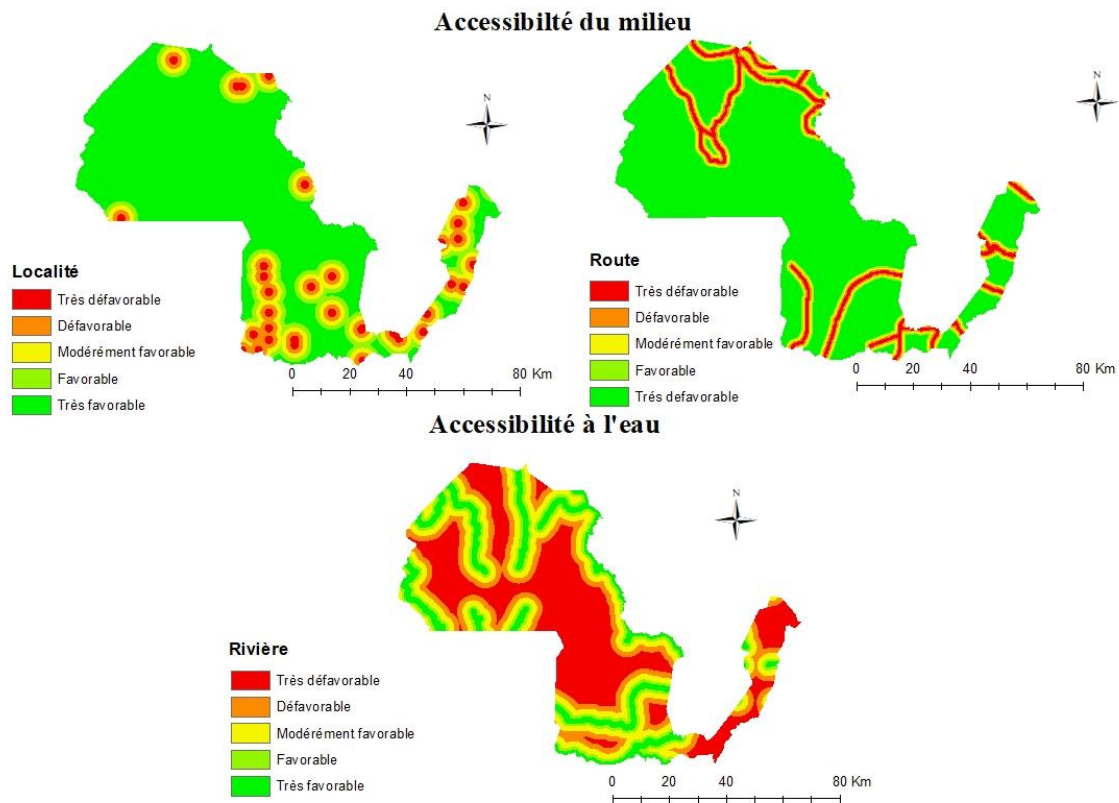 Accessibilté du milieu
N
N
Localité
Très défavorable
Défavorable
Modérément favorable
Favorable
Très favorable
0 20 40 80 Km
Route
Très défavorable
Défavorable
Modérément favorable
Favorable
Trés defavorable
0 20 40 80 Km
Accessibilité à l'eau
N
Rivière
Très défavorable
Défavorable
Modérément favorable
Favorable
Très favorable
0 20 40 80 Km